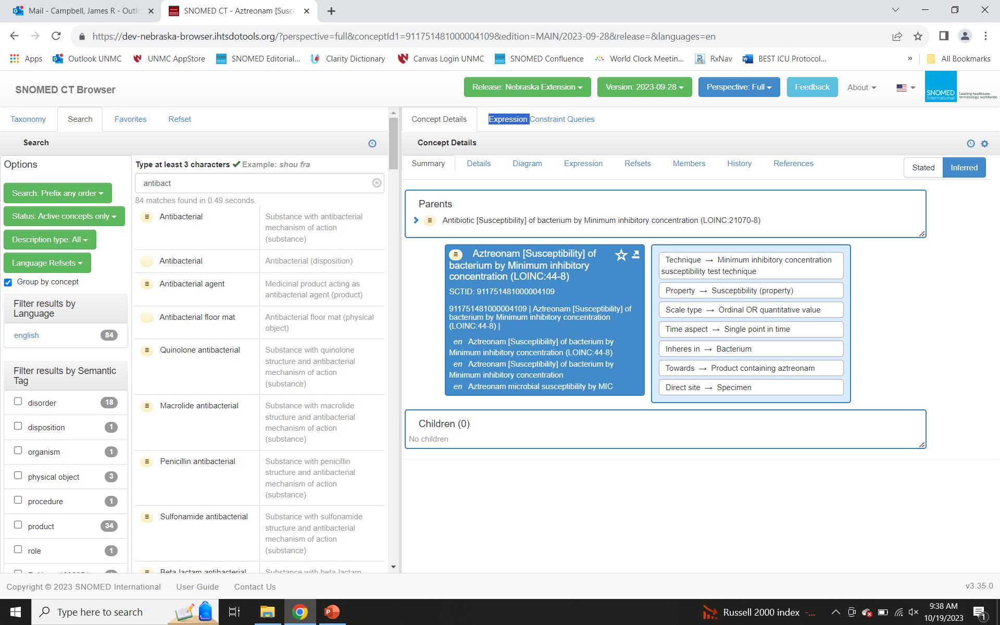 Mail - Campbell, James R - Outl
SNOMED CT - Aztreonam [Susce
https://dev-nebraska-browser.ihtsdotools.org/?perspective=full&conceptId1=911751481000004109&edition=MAIN/2023-09-28&release=&languages=en
Apps
Outlook UNMC
UNMC AppStore
SNOMED Editorial...
Clarity Dictionary
Canvas Login UNMC
SNOMED Confluence
World Clock Meetin...
RxNav
BEST ICU Protocol...
»
All Bookmarks
SNOMED CT Browser
Release: Nebraska Extension
Version: 2023-09-28
Perspective: Full
Feedback
About
SNOMED
International
Leading healthcare
terminology, worldwide
Taxonomy
Search
Favorites
Refset
Search
Options
Search: Prefix any order
Status: Active concepts only
Description type: All
Language Refsets
Group by concept
Filter results by
Language
english 84
Filter results by Semantic
Tag
disorder 18
disposition 1
organism 1
physical object 3
procedure 1
product 34
role 1
Type at least 3 characters Example: shou fra
antibact
84 matches found in 0.49 seconds.
Antibacterial
Substance with antibacterial
mechanism of action
(substance)
Antibacterial
Antibacterial (disposition)
Antibacterial agent
Medicinal product acting as
antibacterial agent (product)
Antibacterial floor mat
Antibacterial floor mat (physical
object)
Quinolone antibacterial
Substance with quinolone
structure and antibacterial
mechanism of action
(substance)
Macrolide antibacterial
Substance with macrolide
structure and antibacterial
mechanism of action
(substance)
Penicillin antibacterial
Substance with penicillin
structure and antibacterial
mechanism of action
(substance)
Sulfonamide antibacterial
Substance with sulfonamide
structure and antibacterial
mechanism of action
(substance)
Beta lactam antibacterial
Substance with beta lactam
Concept Details
Expression Constraint Queries
Concept Details
Summary
Details
Diagram
Expression
Refsets
Members
History
References
Stated
Inferred
Parents
Antibiotic [Susceptibility] of bacterium by Minimum inhibitory concentration (LOINC:21070-8)
Aztreonam [Susceptibility] of
bacterium by Minimum inhibitory
concentration (LOINC:44-8)
SCTID: 911751481000004109
911751481000004109 | Aztreonam [Susceptibility] of
bacterium by Minimum inhibitory concentration
(LOINC:44-8) |
en Aztreonam [Susceptibility] of bacterium by
Minimum inhibitory concentration (LOINC:44-8)
en Aztreonam [Susceptibility] of bacterium by
Minimum inhibitory concentration
en Aztreonam microbial susceptibility by MIC
Technique → Minimum inhibitory concentration
susceptibility test technique
Property → Susceptibility (property)
Scale type → Ordinal OR quantitative value
Time aspect → Single point in time
Inheres in → Bacterium
Towards → Product containing aztreonam
Direct site → Specimen
Children (0)
No children
Copyright © 2023 SNOMED International
User Guide
Contact Us
v3.35.0
Type here to search
Russell 2000 index -...
9:38 AM
10/19/2023
1